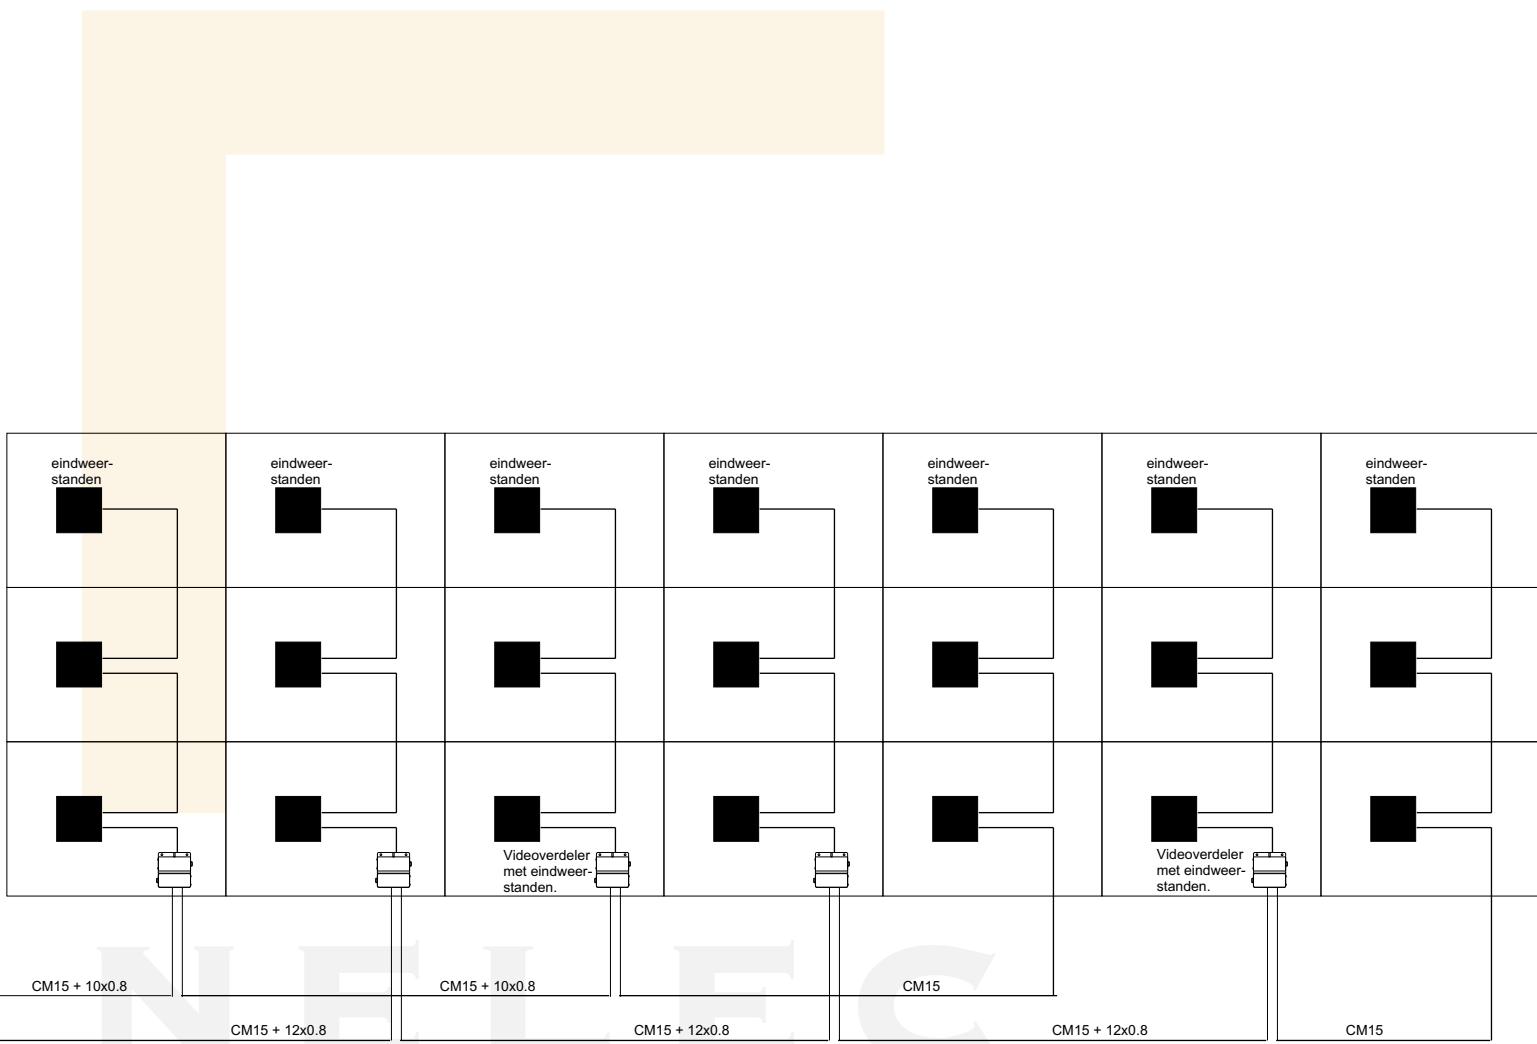 eindweer-
standen
eindweer-
standen
eindweer-
standen
eindweer-
standen
eindweer-
standen
eindweer-
standen
eindweer-
standen
Videoverdeler
met eindweer-
standen.
Videoverdeler
met eindweer-
standen.
NELEC
CM15 + 10x0.8
CM15 + 10x0.8
CM15
CM15 + 12x0.8
CM15 + 12x0.8
CM15 + 12x0.8
CM15